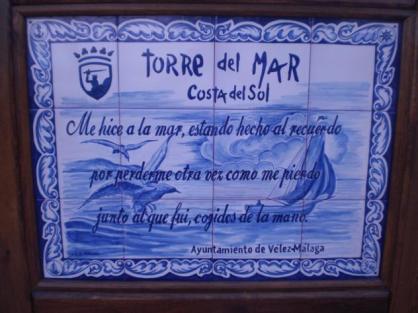 TORRE del MAR
COSTA del SOL
Me hice a la mar, estando hecho al recuerdo
por perderme otra vez como me pierdo
junto al que fui, cogidos de la mano.
Ayuntamiento de Vélez-Málaga